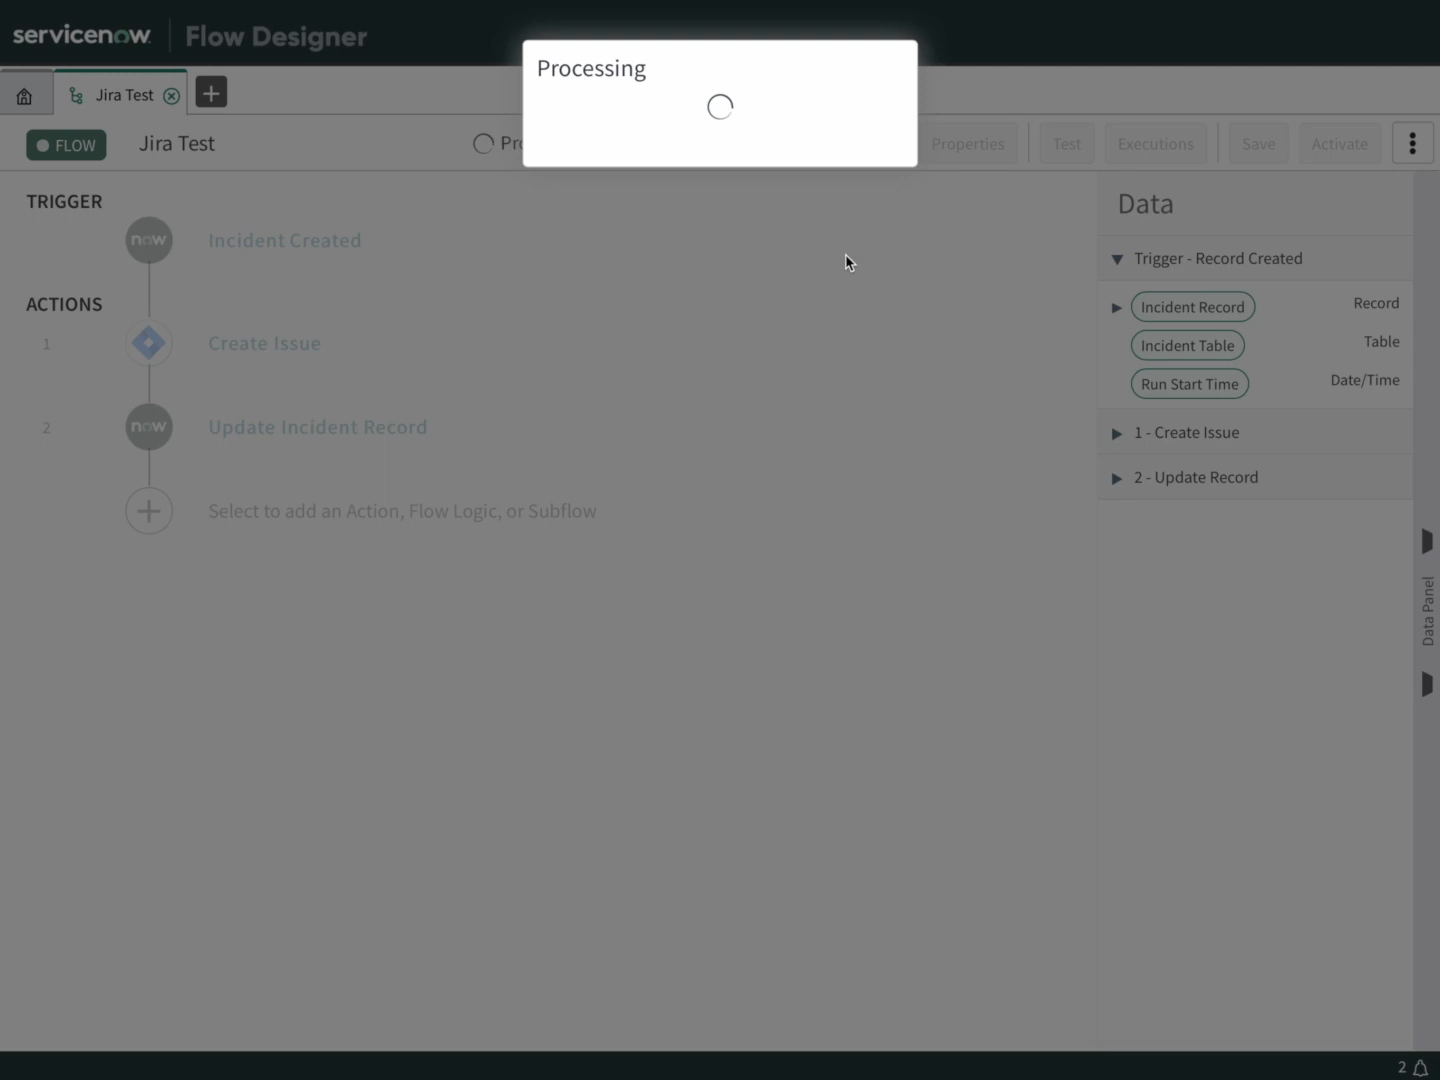 servicenow
Flow Designer
Processing
Jira Test
FLOW
Jira Test
Properties
Test
Executions
Save
Activate
TRIGGER
now
Incident Created
ACTIONS
1
Create Issue
2
now
Update Incident Record
Select to add an Action, Flow Logic, or Subflow
Data
Trigger - Record Created
Incident Record
Record
Incident Table
Table
Run Start Time
Date/Time
1 - Create Issue
2 - Update Record
Data Panel
2